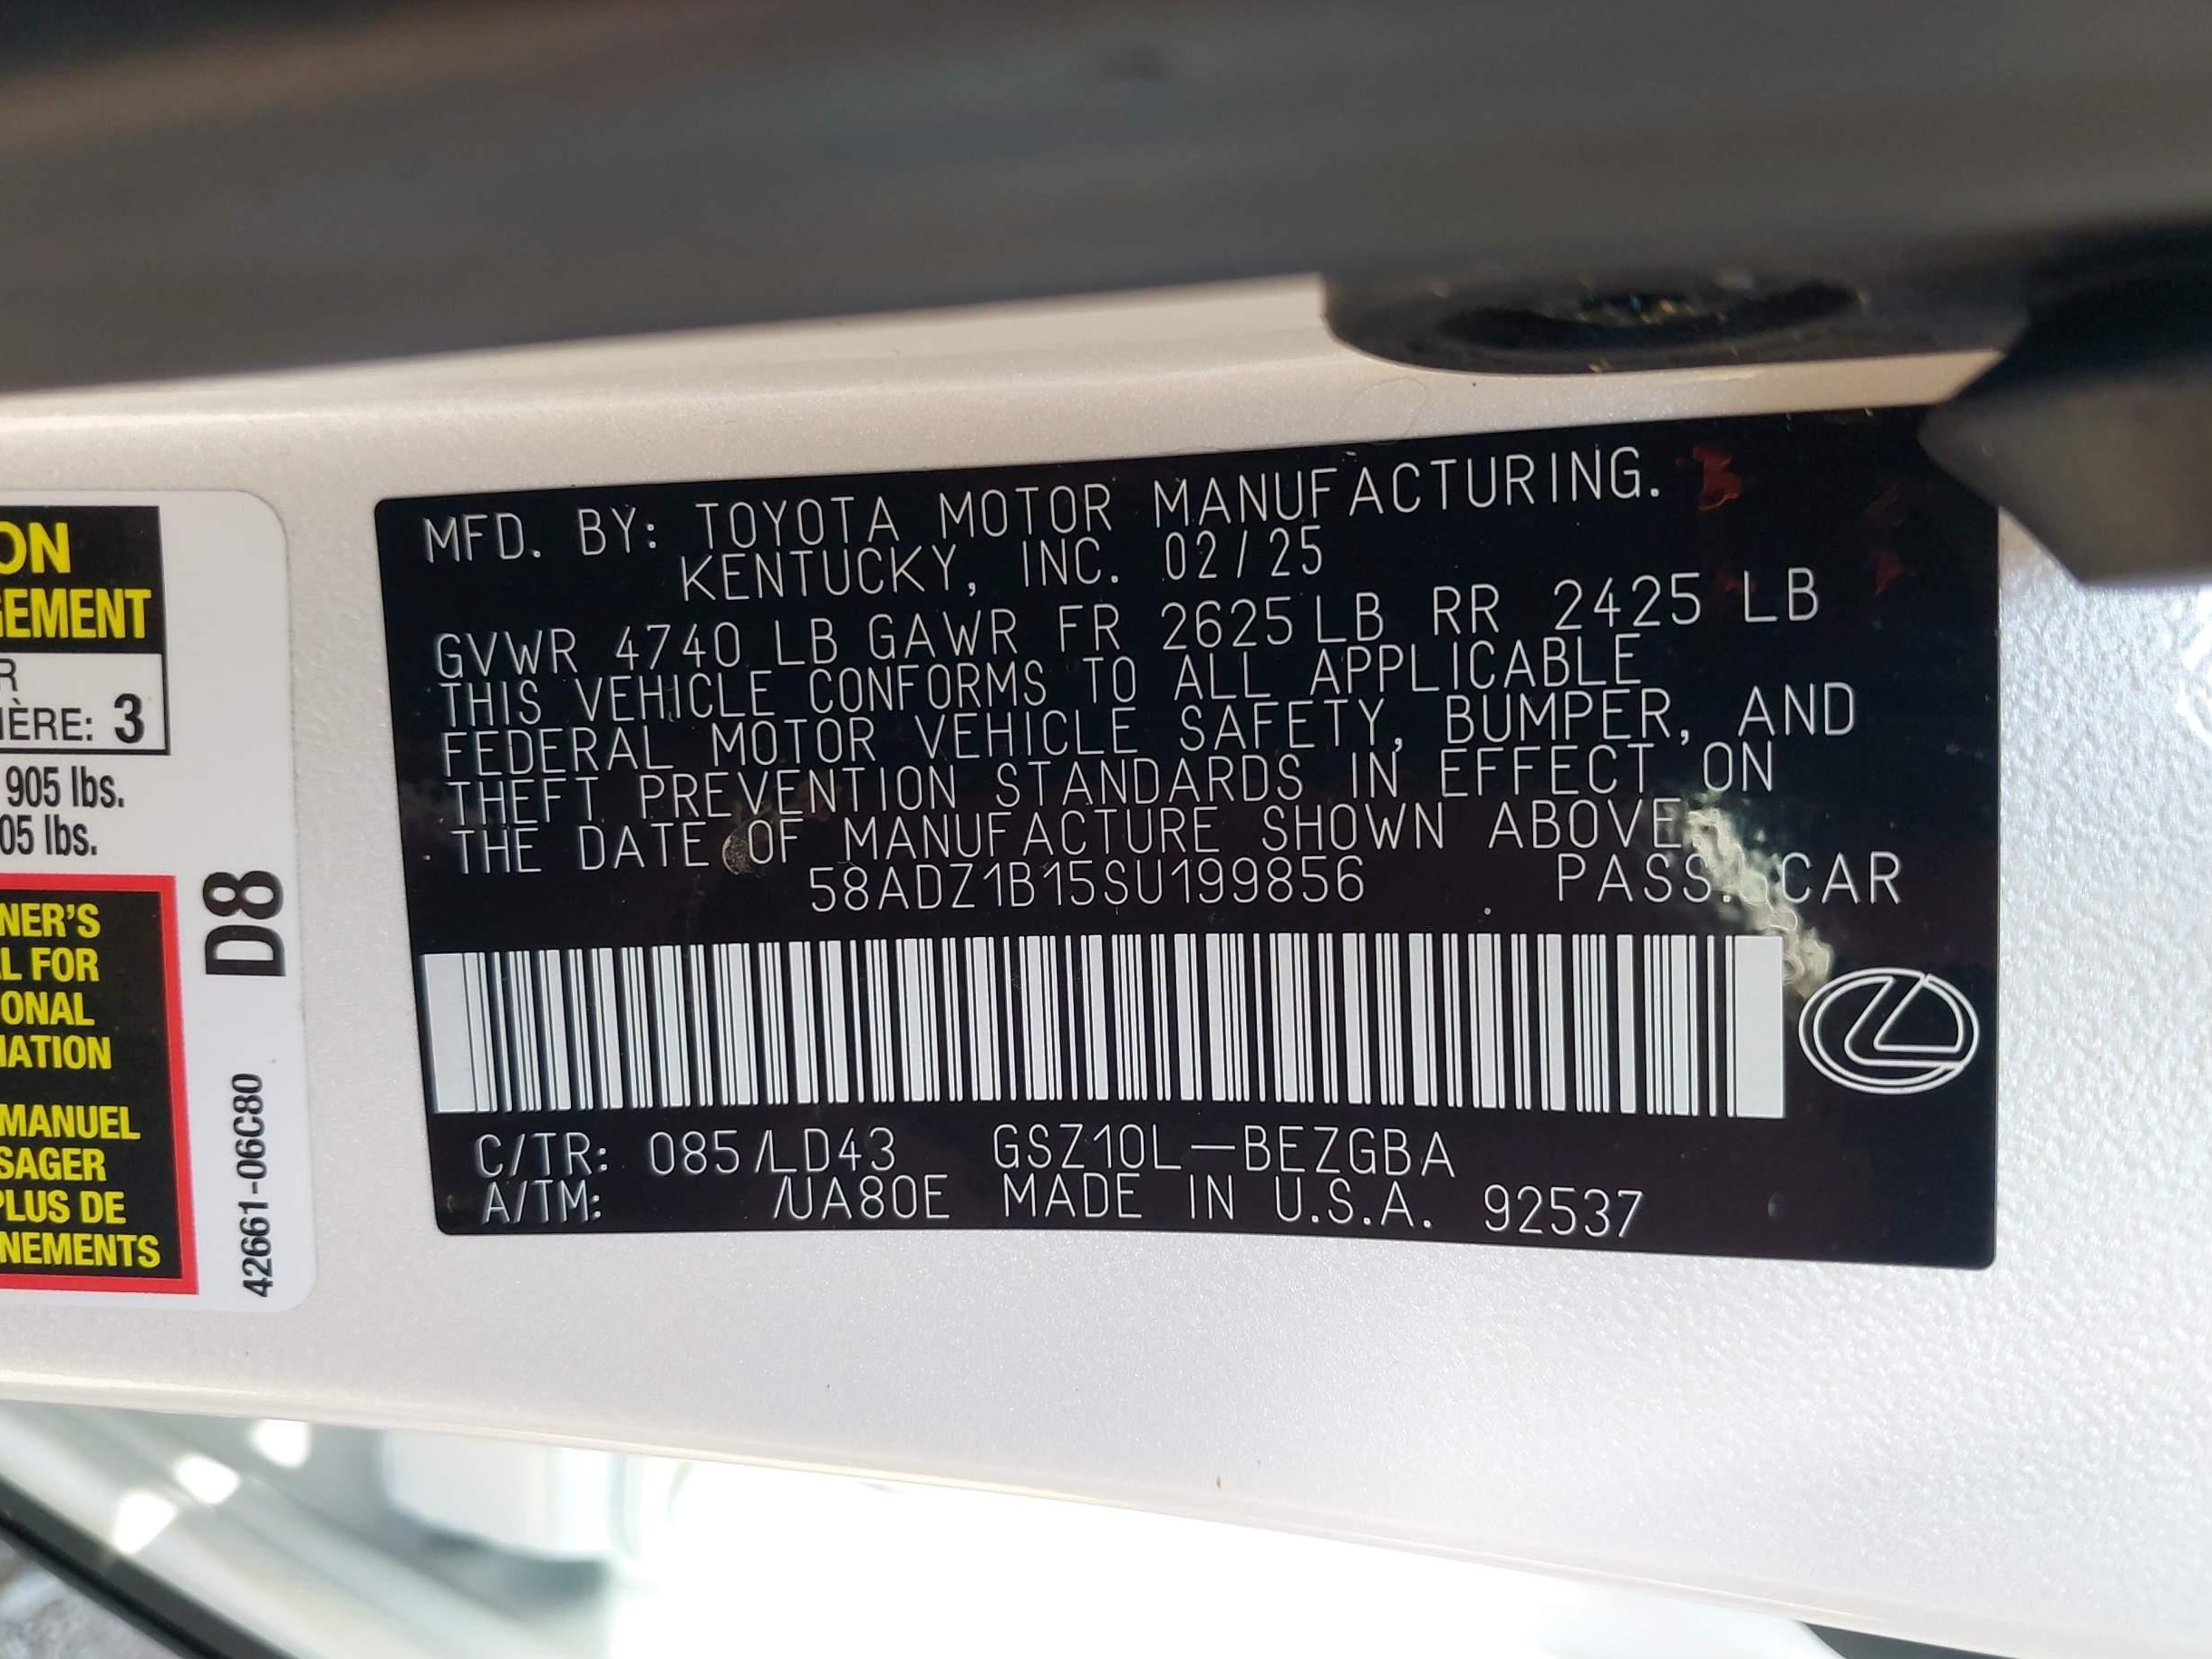 ON
GEMENT
R
IÈRE: 3
905 lbs.
05 lbs.
NER'S
L FOR
ONAL
MATION
MANUEL
SAGER
PLUS DE
NEMENTS
D8
42661-06C80
MFD. BY: TOYOTA MOTOR MANUFACTURING.
KENTUCKY, INC. 02/25
GVWR 4740 LB GAWR FR 2625 LB RR 2425 LB
THIS VEHICLE CONFORMS TO ALL APPLICABLE
FEDERAL MOTOR VEHICLE SAFETY, BUMPER, AND
THEFT PREVENTION STANDARDS IN EFFECT ON
THE DATE OF MANUFACTURE SHOWN ABOVE.
58ADZ1B15SU199856 PASS. CAR
C/TR: 085/LD43 GSZ10L-BEZGBA
A/TM: /UA80E MADE IN U.S.A. 92537